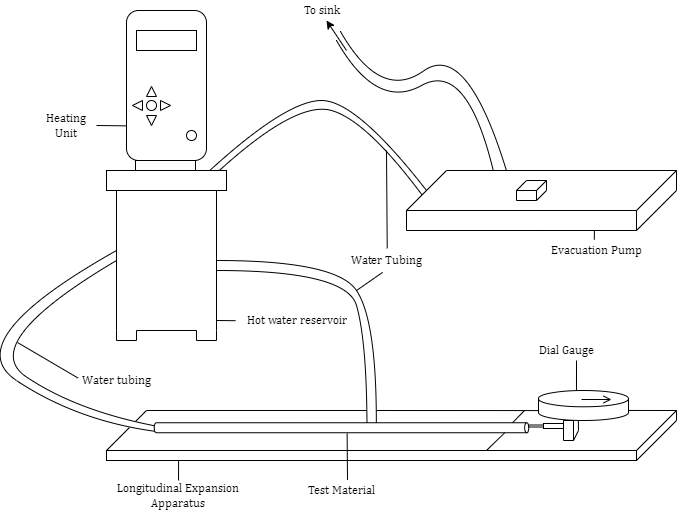 To sink
Heating
Unit
Evacuation Pump
Water Tubing
Hot water reservoir
Dial Gauge
Water tubing
Longitudinal Expansion
Apparatus
Test Material